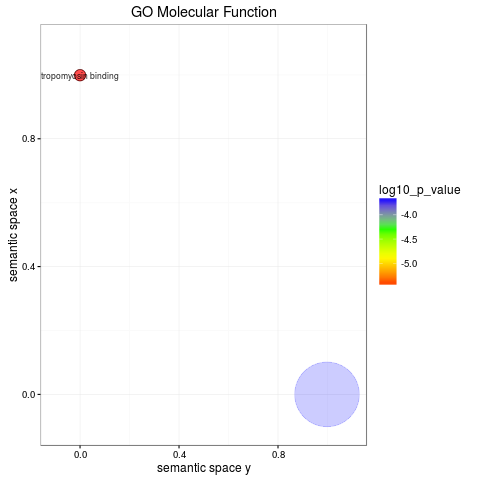 GO Molecular Function
tropomyosin binding
0.8
0.4
0.0
semantic space x
0.0
0.4
0.8
semantic space y
log10_p_value
-4.0
-4.5
-5.0